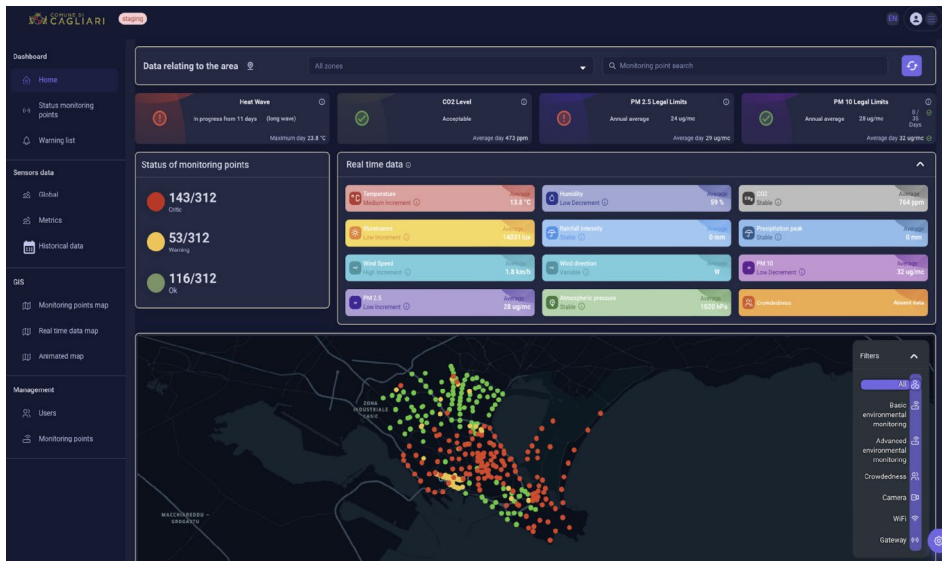 COMUNE DI
CAGLIARI
staging
EN
Dashboard
Home
Status monitoring
points
Warning list
Sensors data
Global
Metrics
Historical data
GIS
Monitoring points map
Real time data map
Animated map
Management
Users
Monitoring points
Data relating to the area
All zones
Monitoring point search
Heat Wave
In progress from 11 days (long wave)
Maximum day 23.8 °C
CO2 Level
Acceptable
Average day 473 ppm
PM 2.5 Legal Limits
Annual average 24 ug/mc
Average day 29 ug/mc
PM 10 Legal Limits
Annual average 28 ug/mc
8 /
35
Days
Average day 32 ug/mc
Status of monitoring points
143/312
Critic
53/312
Warning
116/312
Ok
Real time data
Temperature
Medium Increment
Average
13.8 °C
Humidity
Low Decrement
Average
59 %
CO2
Stable
Average
764 ppm
Low Increment
Average
Rainfall intensity
Stable
Average
0 mm
Precipitation peak
Stable
Average
0 mm
Wind Speed
High Increment
Average
1.8 km/h
Wind direction
Variable
Average
W
PM 10
Low Decrement
Average
32 ug/mc
PM 2.5
Low Increment
Average
28 ug/mc
Atmospheric pressure
Stable
Average
1020 hPa
Crowdedness
Absent data
ZONA
INDUSTRIALE
CASIC
MACCHIAREDDU -
GROGASTU
Filters
All
Basic
environmental
monitoring
Advanced
environmental
monitoring
Crowdedness
Camera
WiFi
Gateway